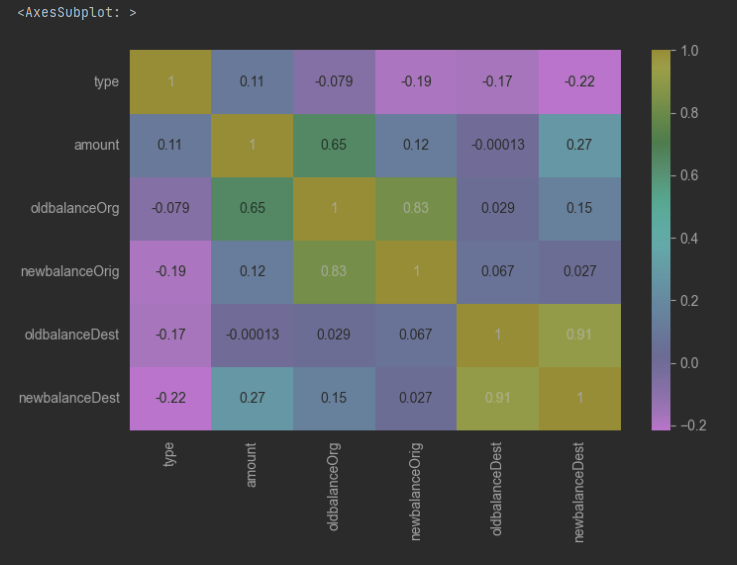 <AxesSubplot: >
type 1 0.11 -0.079 -0.19 -0.17 -0.22
amount 0.11 1 0.65 0.12 -0.00013 0.27
oldbalanceOrg -0.079 0.65 1 0.83 0.029 0.15
newbalanceOrig -0.19 0.12 0.83 1 0.067 0.027
oldbalanceDest -0.17 -0.00013 0.029 0.067 1 0.91
newbalanceDest -0.22 0.27 0.15 0.027 0.91 1
type
amount
oldbalanceOrg
newbalanceOrig
oldbalanceDest
newbalanceDest
1.0
0.8
0.6
0.4
0.2
0.0
−0.2